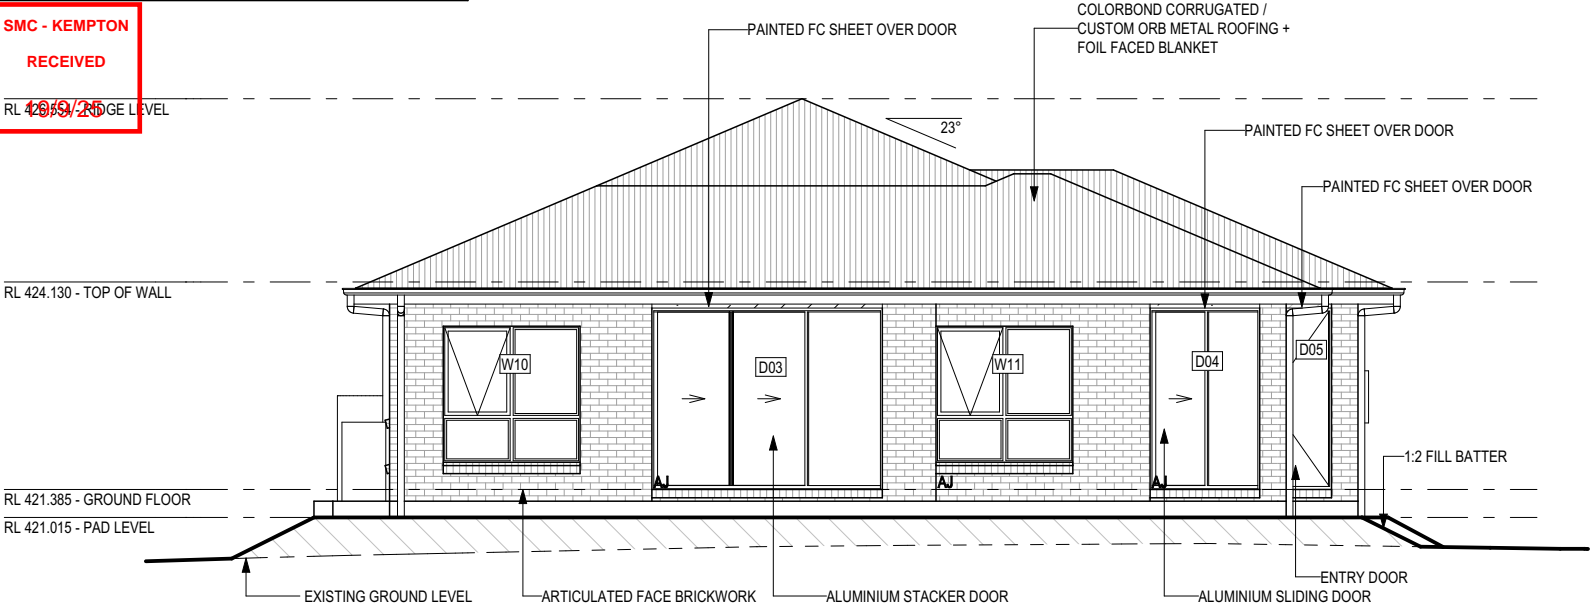 SMC - KEMPTON
RECEIVED
COLORBOND CORRUGATED /
CUSTOM ORB METAL ROOFING +
FOIL FACED BLANKET
PAINTED FC SHEET OVER DOOR
RL RIDGE LEVEL
23°
PAINTED FC SHEET OVER DOOR
PAINTED FC SHEET OVER DOOR
RL 424.130 - TOP OF WALL
W10
D03
W11
D04
D05
AJ
AJ
AJ
1:2 FILL BATTER
RL 421.385 - GROUND FLOOR
RL 421.015 - PAD LEVEL
ENTRY DOOR
EXISTING GROUND LEVEL
ARTICULATED FACE BRICKWORK
ALUMINIUM STACKER DOOR
ALUMINIUM SLIDING DOOR